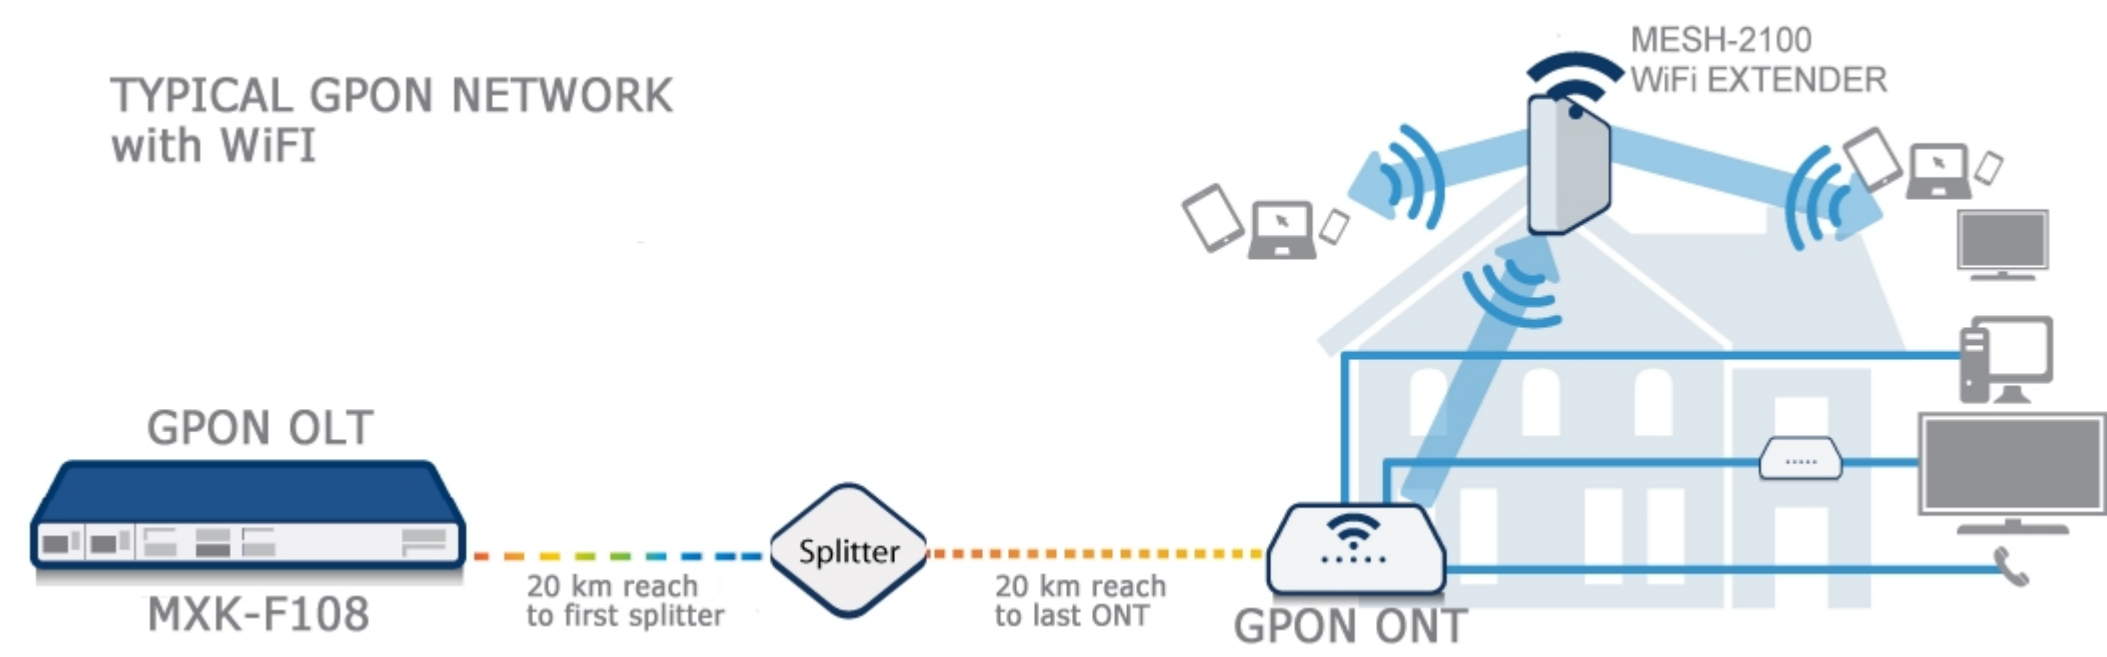 TYPICAL GPON NETWORK
with WiFI
MESH-2100
WiFi EXTENDER
GPON OLT
MXK-F108
20 km reach
to first splitter
Splitter
20 km reach
to last ONT
GPON ONT